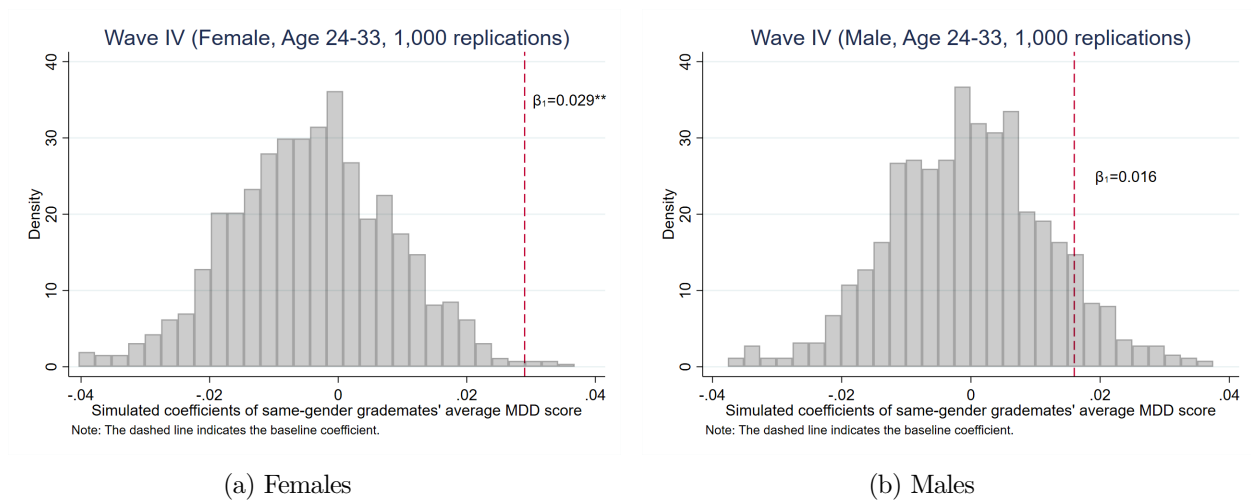 Wave IV (Female, Age 24-33, 1,000 replications)
40
30
20
10
0
Density
β₁=0.029**
-.04
-.02
0
.02
.04
Simulated coefficients of same-gender grademates' average MDD score
Note: The dashed line indicates the baseline coefficient.
(a) Females
Wave IV (Male, Age 24-33, 1,000 replications)
40
30
20
10
0
Density
β₁=0.016
-.04
-.02
0
.02
.04
Simulated coefficients of same-gender grademates' average MDD score
Note: The dashed line indicates the baseline coefficient.
(b) Males